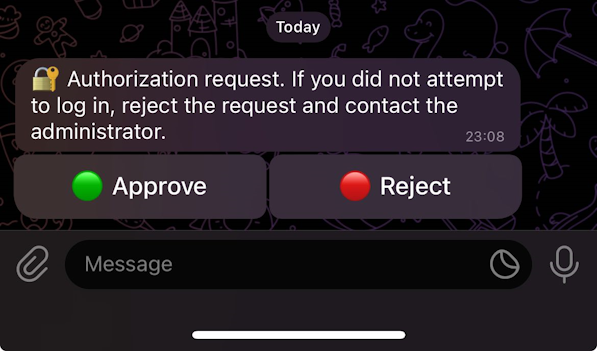 Today
🔐 Authorization request. If you did not attempt
to log in, reject the request and contact the
administrator.
23:08
🟢 Approve
🔴 Reject
Message